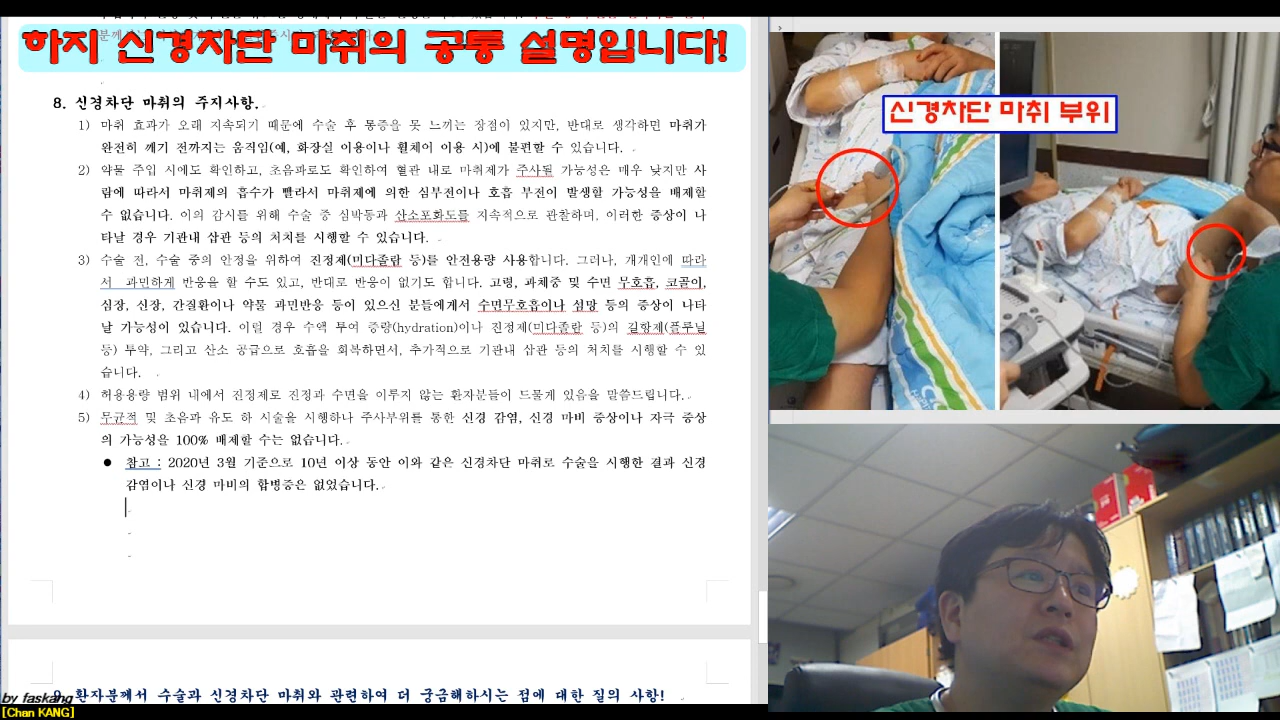 하지 신경차단 마취의 공통 설명입니다!
8. 신경차단 마취의 주지사항.
1) 마취 효과가 오래 지속되기 때문에 수술 후 통증은 못 느끼는 장점이 있지만, 반대로 생각하면 마취가
완전히 깨기 전까지는 움직임(예, 화장실 이용이나 휠체어 이용 시)에 불편할 수 있습니다.
2) 약물 주입 시에도 확인하고, 초음파로도 확인하여 혈관 내로 마취제가 주사될 가능성은 매우 낮지만 사
람에 따라서 마취제의 흡수가 빨라서 마취제에 의한 심부전이나 호흡 부전이 발생할 가능성을 배제할
수 없습니다. 이의 감시를 위해 수술 중 심박동과 산소포화도를 지속적으로 관찰하며, 이러한 증상이 나
타날 경우 기관내 삽관 등의 처치를 시행할 수 있습니다.
3) 수술 전, 수술 중의 안정을 위하여 진정제(미다졸람 등)를 안전용량 사용합니다. 그러나, 개개인에 따라
서 과민하게 반응을 할 수도 있고, 반대로 반응이 없기도 합니다. 고령, 과체중 및 수면 무호흡, 코골이,
심장, 신장, 간질환이나 약물 과민반응 등이 있으신 분들에게서 수면무호흡이나 섬망 등의 증상이 나타
날 가능성이 있습니다. 이럴 경우 수액 투여 증량(hydration)이나 진정제(미다졸람 등)의 길항제(플루닐
등) 투약, 그리고 산소 공급으로 호흡을 회복하면서, 추가적으로 기관내 삽관 등의 처치를 시행할 수 있
습니다.
4) 허용용량 범위 내에서 진정제로 진정과 수면을 이루지 않는 환자분들이 드물게 있음을 말씀드립니다.
5) 무균적 및 초음파 유도 하 시술을 시행하나 주사부위를 통한 신경 감염, 신경 마비 증상이나 자극 증상
의 가능성을 100% 배제할 수는 없습니다.
● 참고 : 2020년 3월 기준으로 10년 이상 동안 이와 같은 신경차단 마취로 수술을 시행한 결과 신경
감염이나 신경 마비의 합병증은 없었습니다.
9. 환자분께서 수술과 신경차단 마취와 관련하여 더 궁금해하시는 점에 대한 질의 사항!
by faskang
[Chan KANG]
신경차단 마취 부위